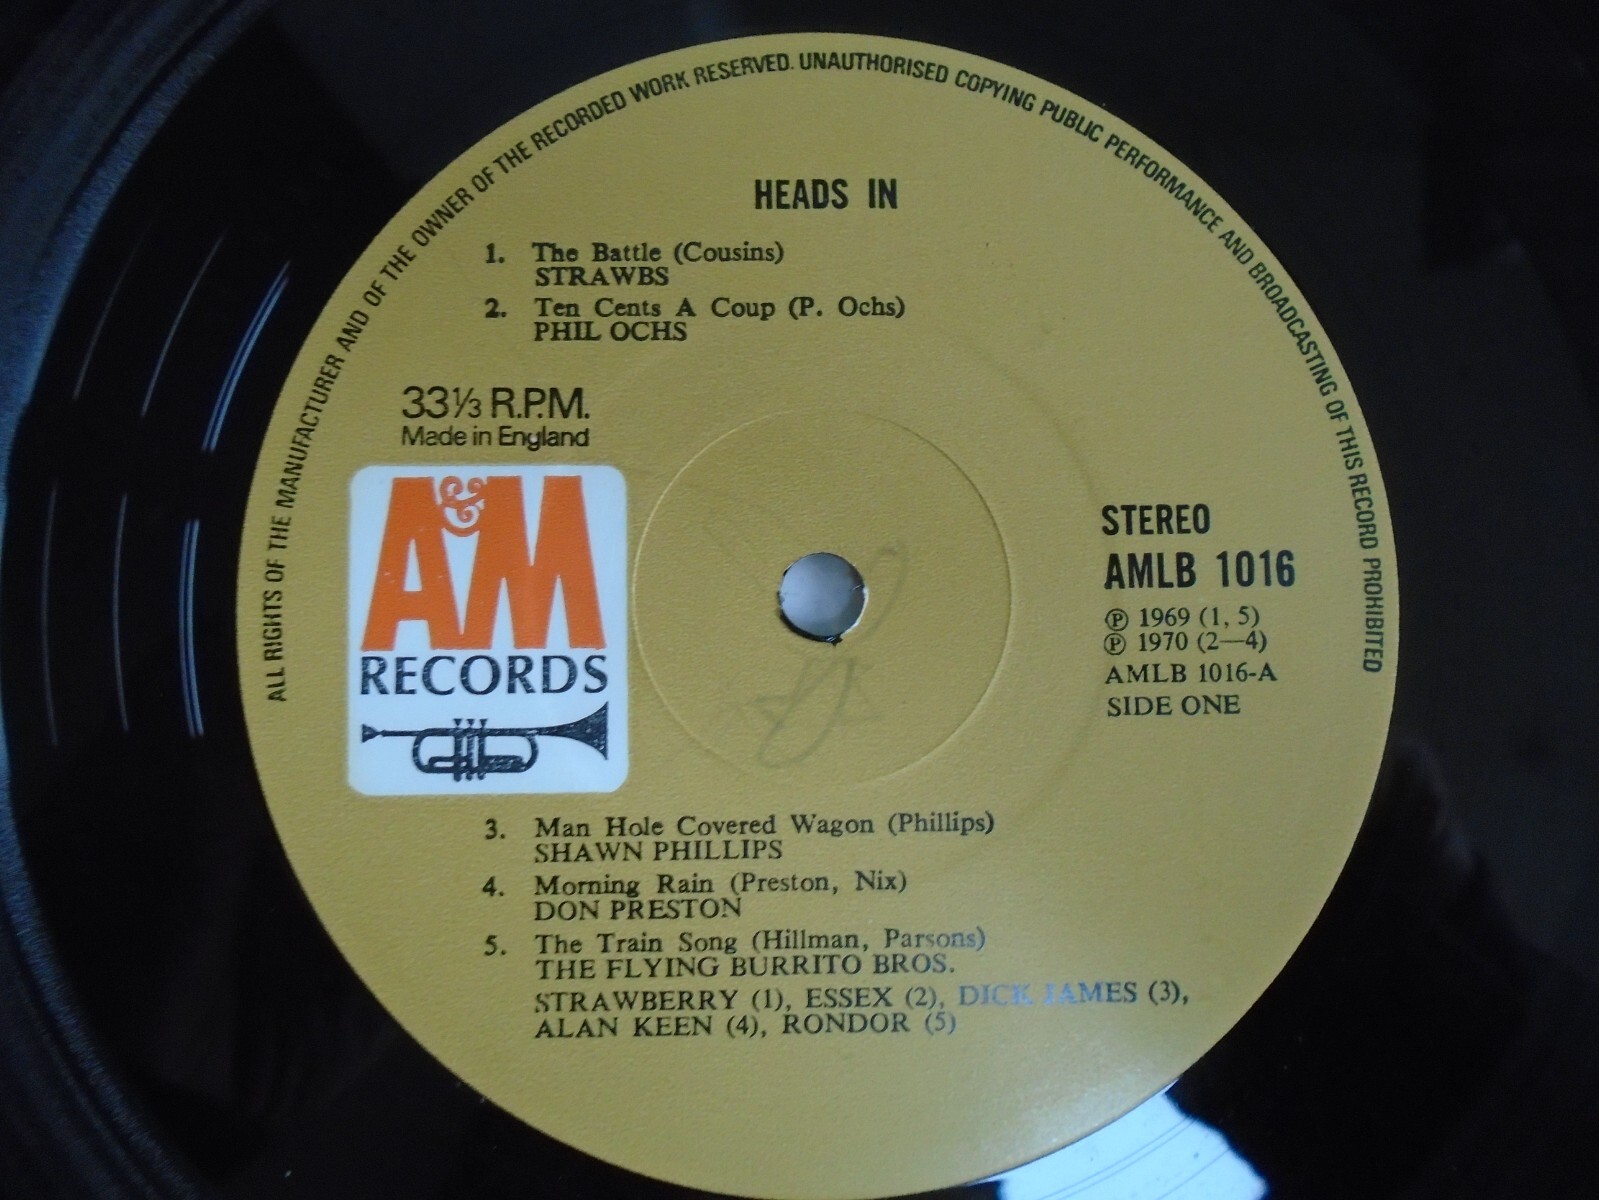 ALL RIGHTS OF THE MANUFACTURER AND OF THE OWNER OF THE RECORDED WORK RESERVED. UNAUTHORISED COPYING PUBLIC PERFORMANCE AND BROADCASTING OF THIS RECORD PROHIBITED
HEADS IN
1. The Battle (Cousins)
STRAWBS
2. Ten Cents A Coup (P. Ochs)
PHIL OCHS
33⅓ R.P.M.
Made in England
A&M
RECORDS
STEREO
AMLB 1016
℗ 1969 (1, 5)
℗ 1970 (2—4)
AMLB 1016-A
SIDE ONE
3. Man Hole Covered Wagon (Phillips)
SHAWN PHILLIPS
4. Morning Rain (Preston, Nix)
DON PRESTON
5. The Train Song (Hillman, Parsons)
THE FLYING BURRITO BROS.
STRAWBERRY (1), ESSEX (2), DICK JAMES (3),
ALAN KEEN (4), RONDOR (5)